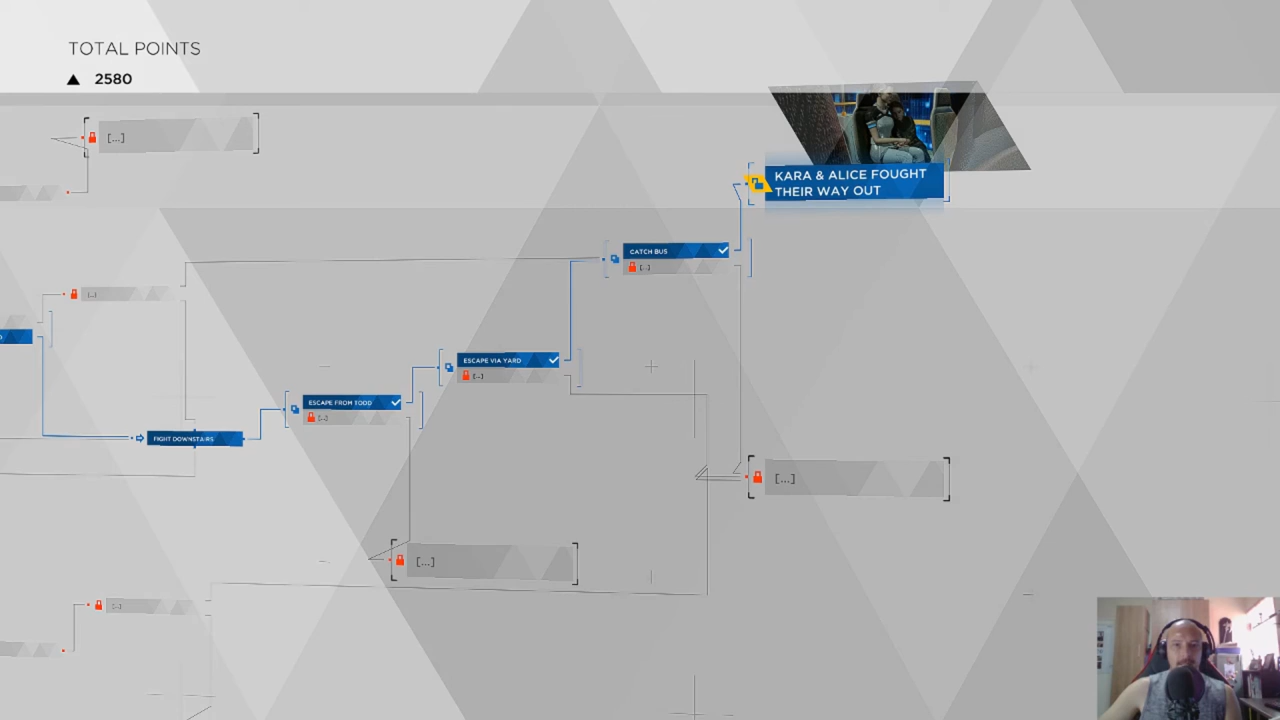 TOTAL POINTS
2580
[...]
KARA & ALICE FOUGHT
THEIR WAY OUT
CATCH BUS
[...]
[...]
ESCAPE VIA YARD
[...]
ESCAPE FROM TODD
[...]
FIGHT DOWNSTAIRS
[...]
[...]
[...]